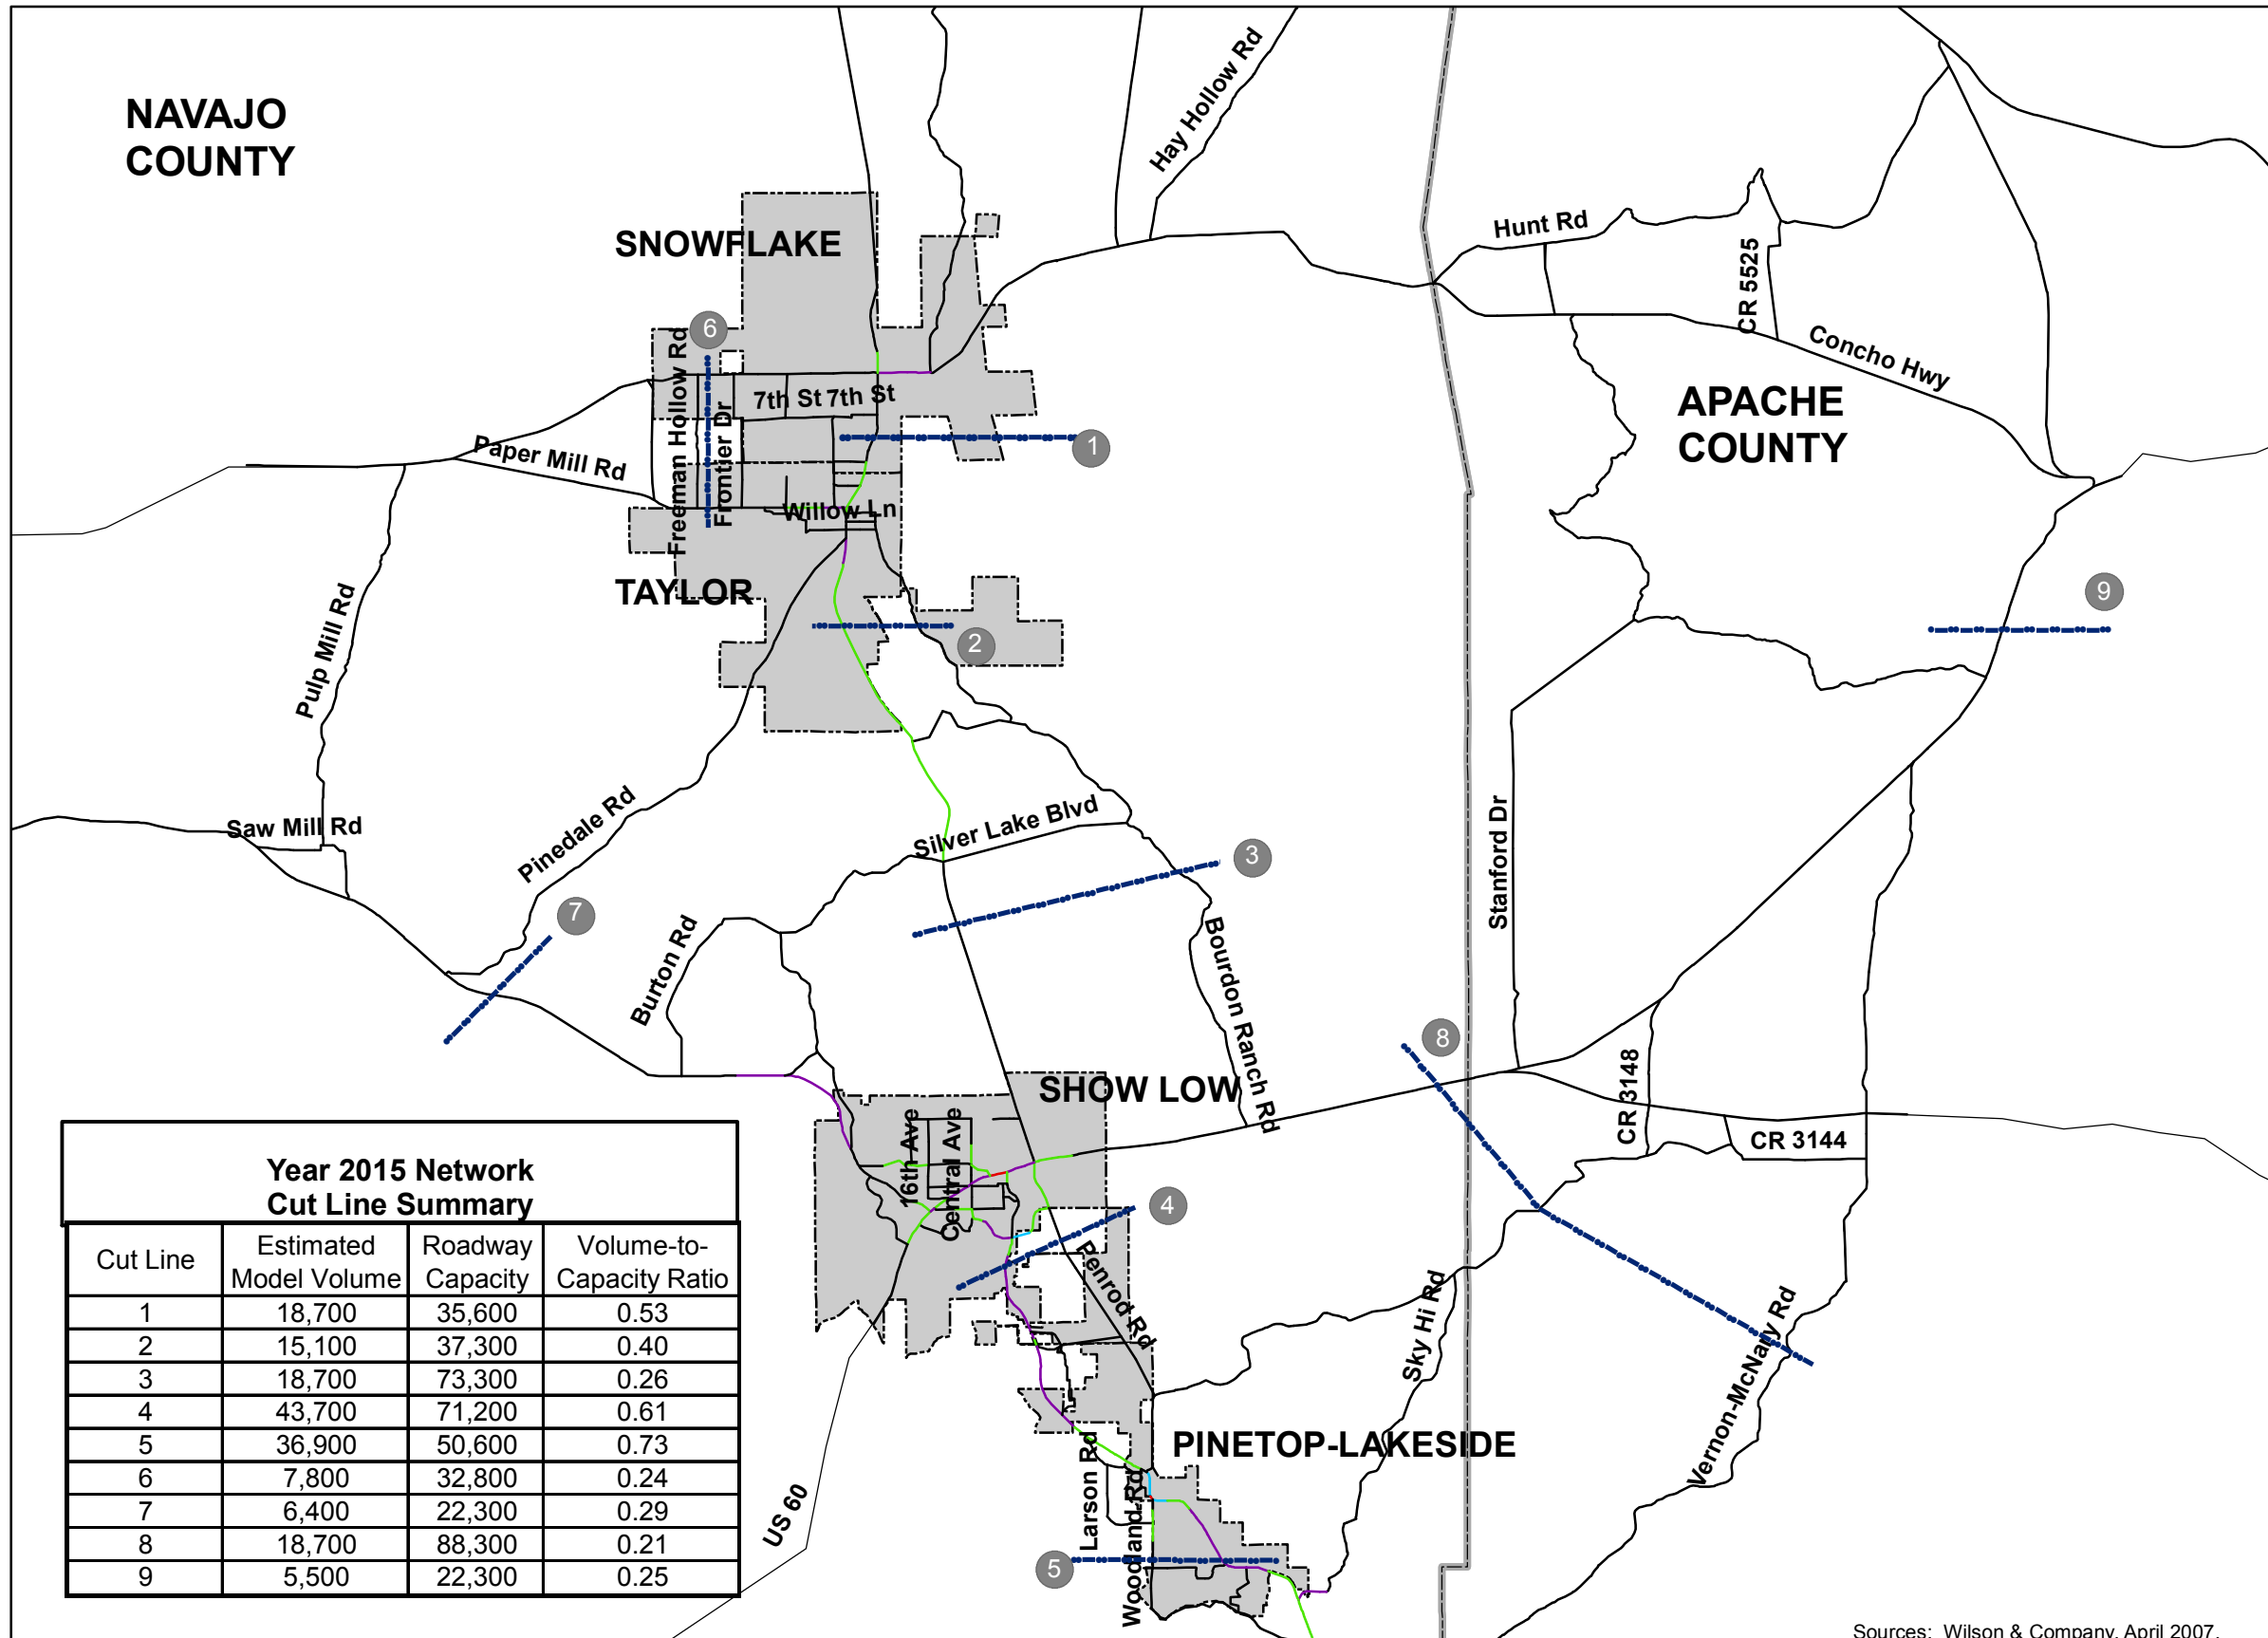 NAVAJO
COUNTY
Hay Hollow Rd
SNOWFLAKE
Hunt Rd
CR 5525
Concho Hwy
6
Freeman Hollow Rd
Frontier Dr
7th St 7th St
APACHE
COUNTY
1
Paper Mill Rd
Willow Ln
TAYLOR
9
2
Pulp Mill Rd
Saw Mill Rd
Pinedale Rd
Silver Lake Blvd
3
Stanford Dr
7
Burton Rd
Bourdon Ranch Rd
8
SHOW LOW
CR 3148
CR 3144
16th Ave
Central Ave
4
Penrod Rd
Sky Hi Rd
Vernon-McNary Rd
PINETOP-LAKESIDE
Larson Rd
Woodland Rd
US 60
5
Year 2015 Network
Cut Line Summary
Cut Line Estimated Model Volume Roadway Capacity Volume-to-Capacity Ratio
1 18,700 35,600 0.53
2 15,100 37,300 0.40
3 18,700 73,300 0.26
4 43,700 71,200 0.61
5 36,900 50,600 0.73
6 7,800 32,800 0.24
7 6,400 22,300 0.29
8 18,700 88,300 0.21
9 5,500 22,300 0.25
Sources: Wilson & Company, April 2007.